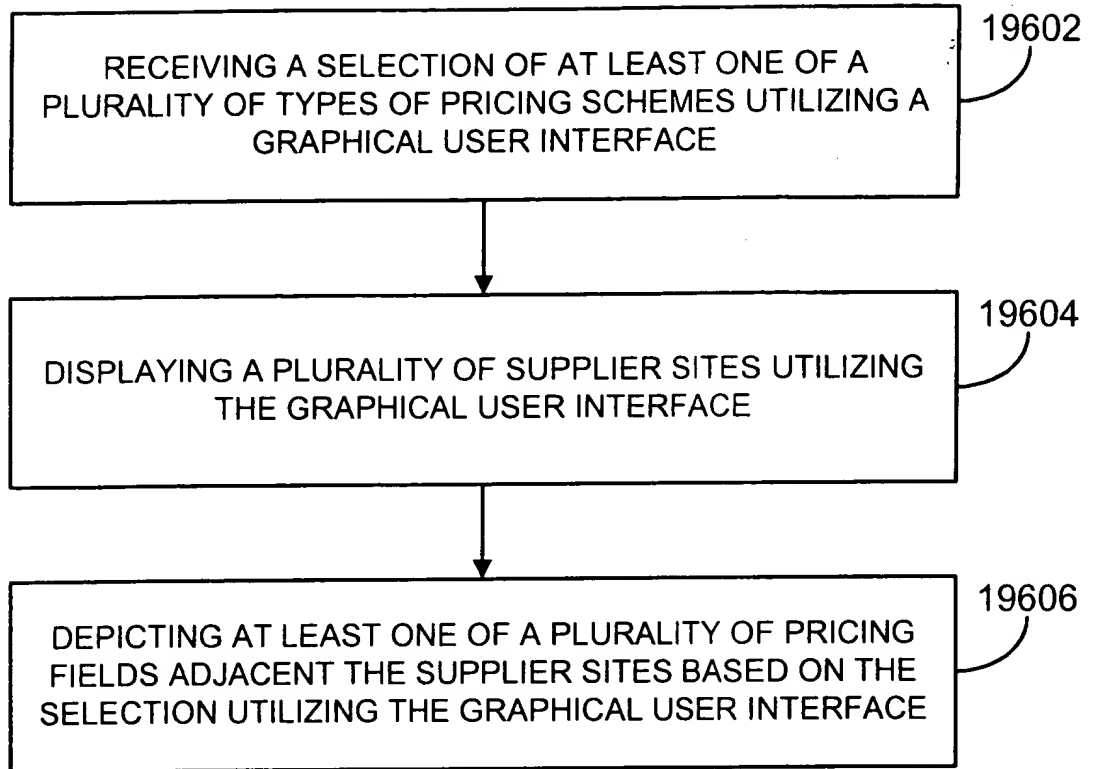 RECEIVING A SELECTION OF AT LEAST ONE OF A
PLURALITY OF TYPES OF PRICING SCHEMES UTILIZING A
GRAPHICAL USER INTERFACE
19602
DISPLAYING A PLURALITY OF SUPPLIER SITES UTILIZING
THE GRAPHICAL USER INTERFACE
19604
DEPICTING AT LEAST ONE OF A PLURALITY OF PRICING
FIELDS ADJACENT THE SUPPLIER SITES BASED ON THE
SELECTION UTILIZING THE GRAPHICAL USER INTERFACE
19606